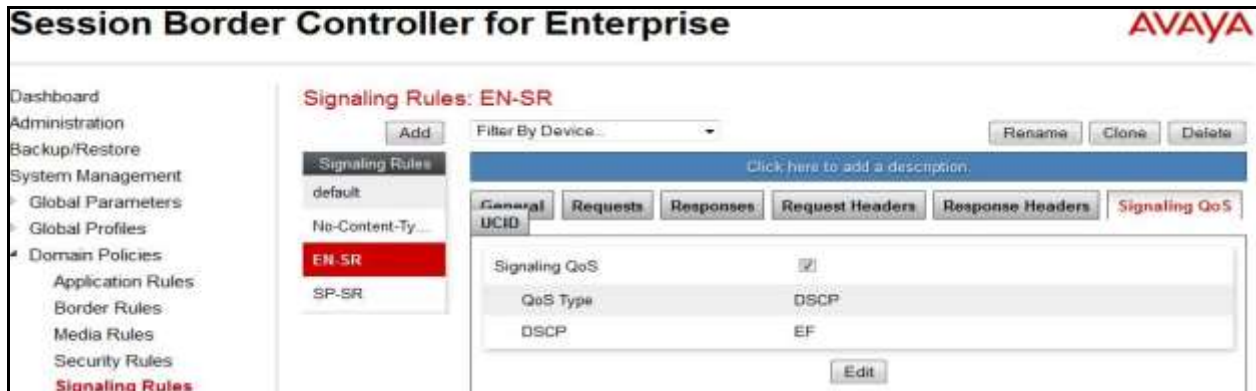 Session Border Controller for Enterprise
AVAYA
Dashboard
Administration
Backup/Restore
System Management
Global Parameters
Global Profiles
Domain Policies
Application Rules
Border Rules
Media Rules
Security Rules
Signaling Rules
Signaling Rules: EN-SR
Add
Filter By Device...
Rename
Clone
Delete
Signaling Rules
default
No-Content-Ty...
EN-SR
SP-SR
Click here to add a description.
General
Requests
Responses
Request Headers
Response Headers
Signaling QoS
UCID
Signaling QoS
QoS Type
DSCP
DSCP
EF
Edit